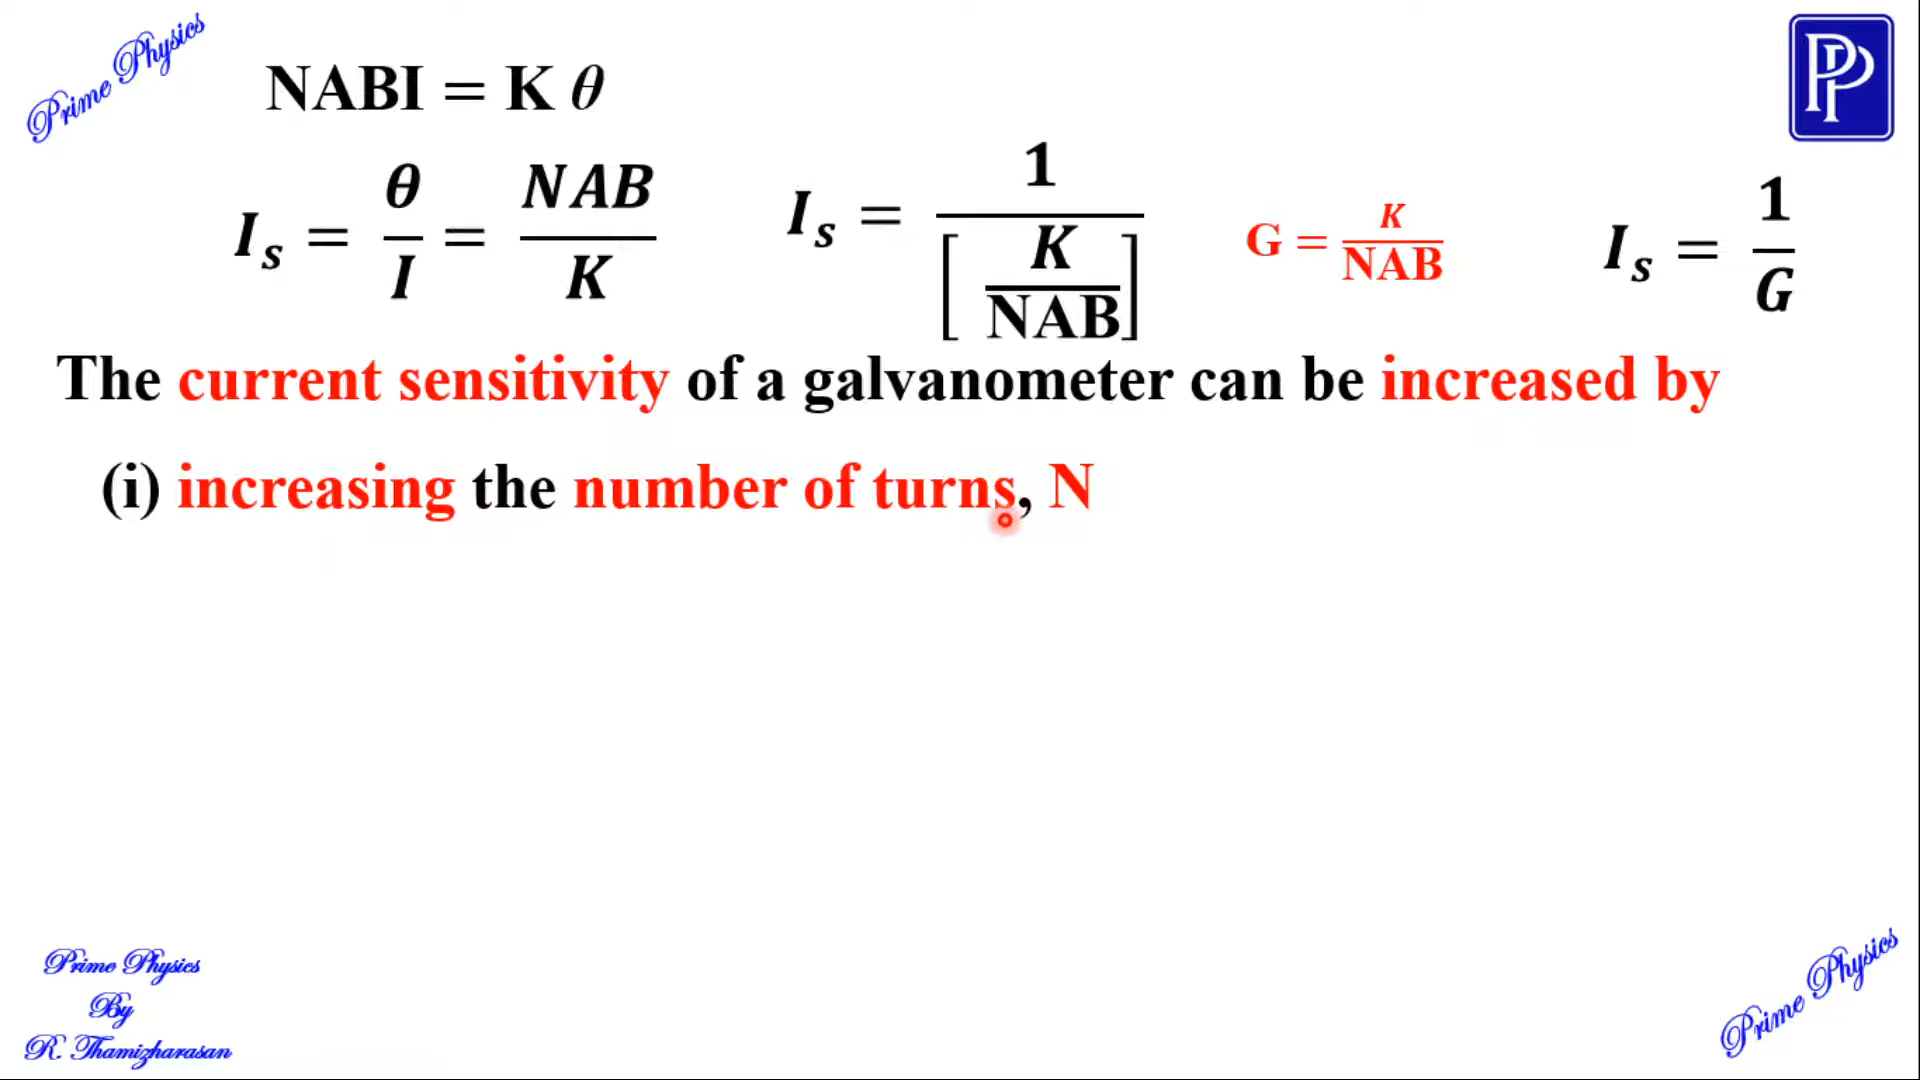 Prime Physics
PP
NABI = K θ
I_s = θ/I = NAB/K
I_s = 1/[K/NAB]
G = K/NAB
I_s = 1/G
The current sensitivity of a galvanometer can be increased by
(i) increasing the number of turns, N
Prime Physics
By
R. Thamizharasan
Prime Physics